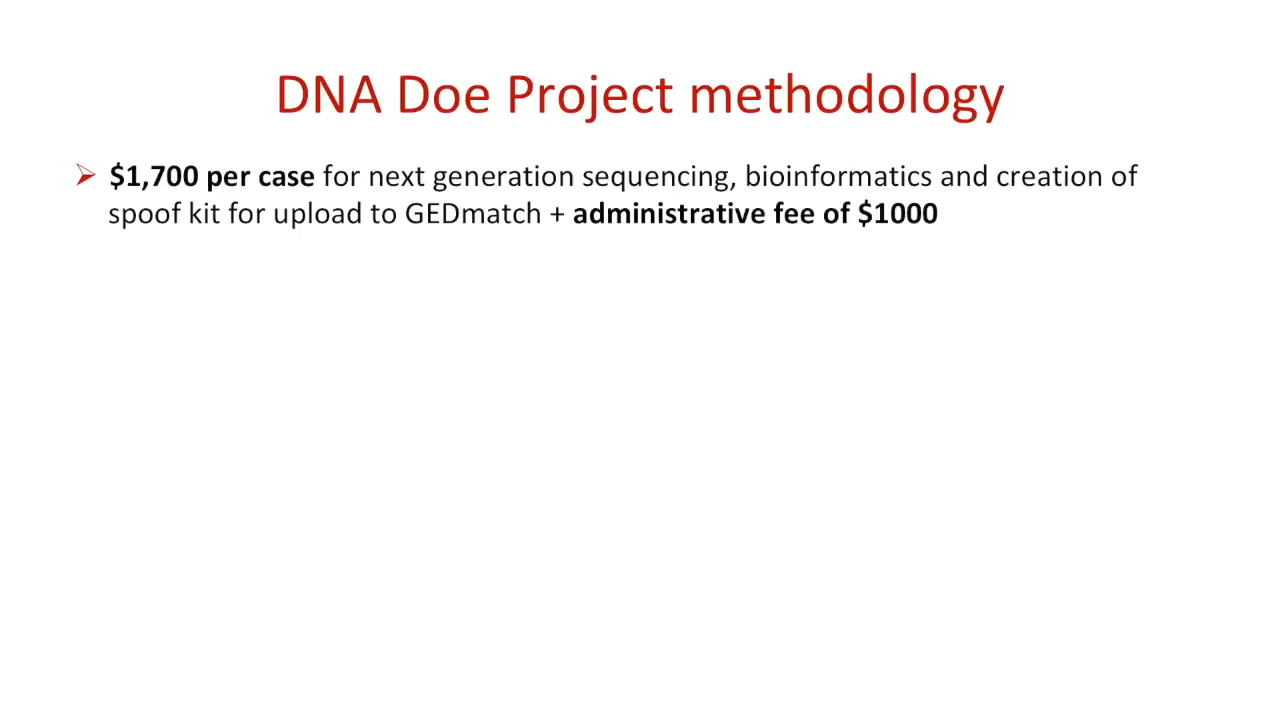 DNA Doe Project methodology
$1,700 per case for next generation sequencing, bioinformatics and creation of
spoof kit for upload to GEDmatch + administrative fee of $1000